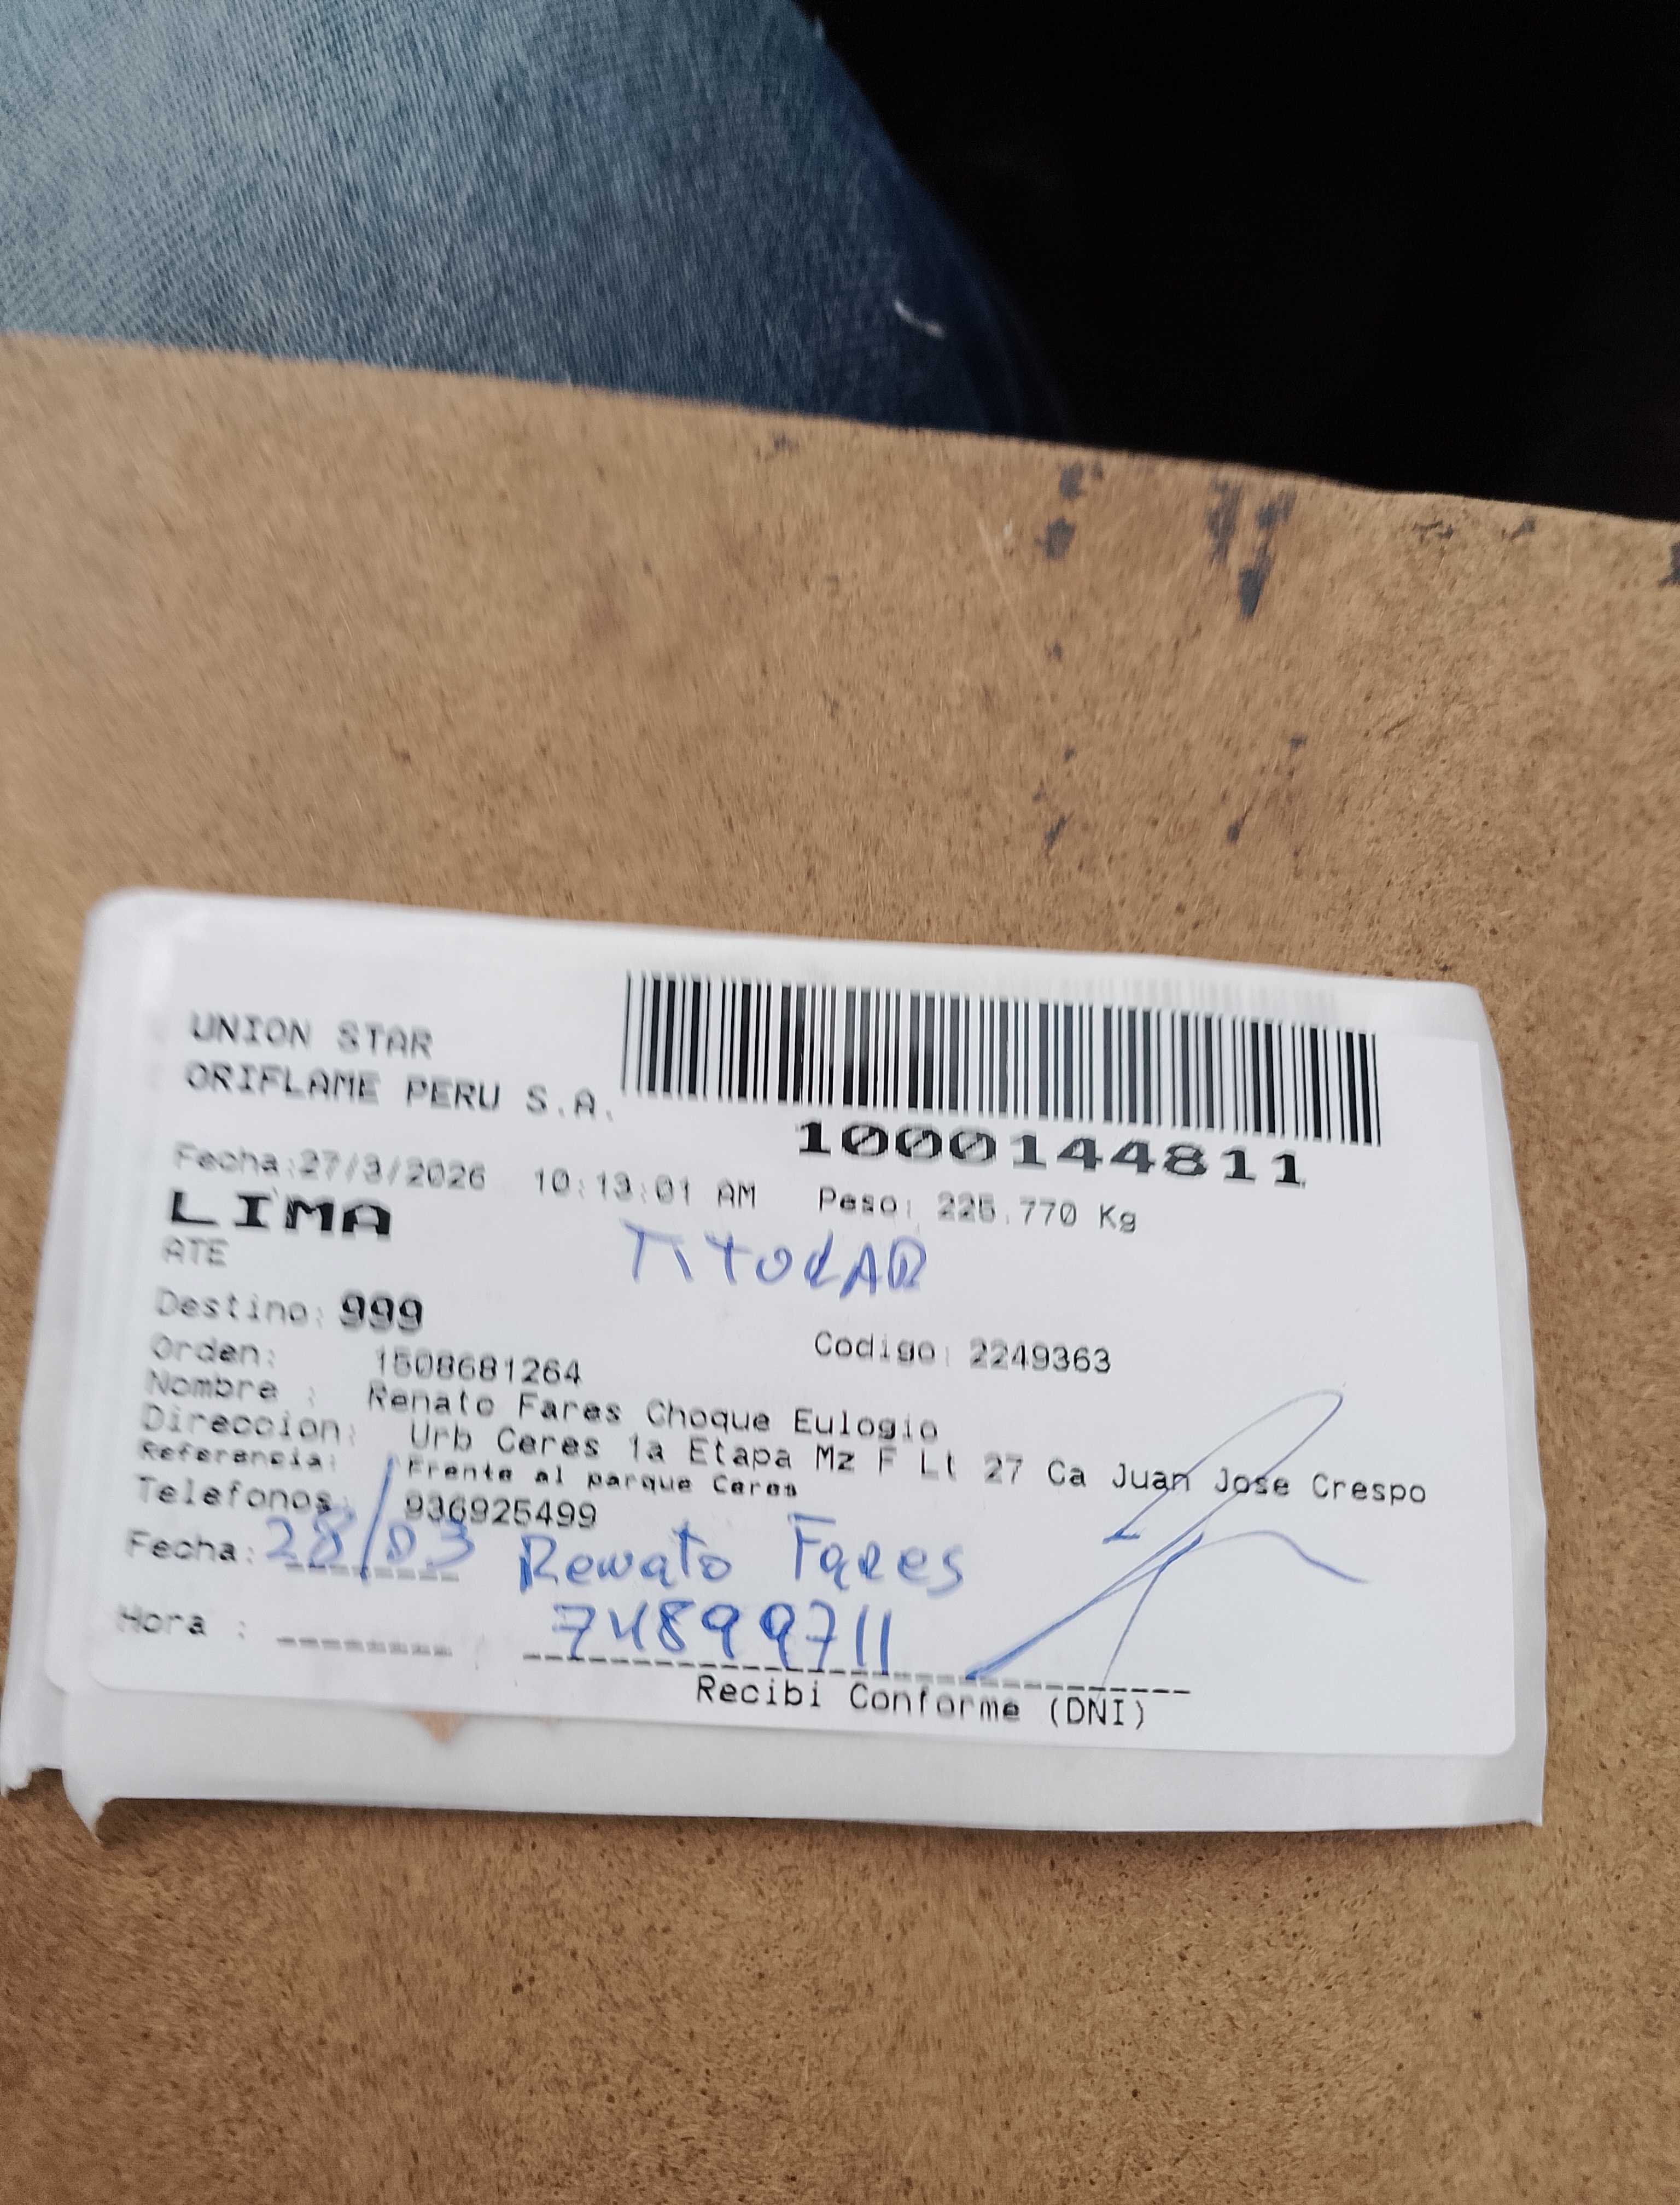 UNION STAR
ORIFLAME PERU S.A.
1000144811
Fecha:27/3/2026 10:13:01 AM Peso: 225.770 Kg
LIMA
TITULAR
ATE
Destino: 999
Codigo: 2249363
Orden: 1508681264
Nombre : Renato Fares Choque Eulogio
Direccion: Urb Ceres 1a Etapa Mz F Lt 27 Ca Juan Jose Crespo
Referencia: Frente al parque Ceres
Telefonos: 936925499
Fecha: 28/03 Renato Fares
Hora : 74899711
Recibi Conforme (DNI)